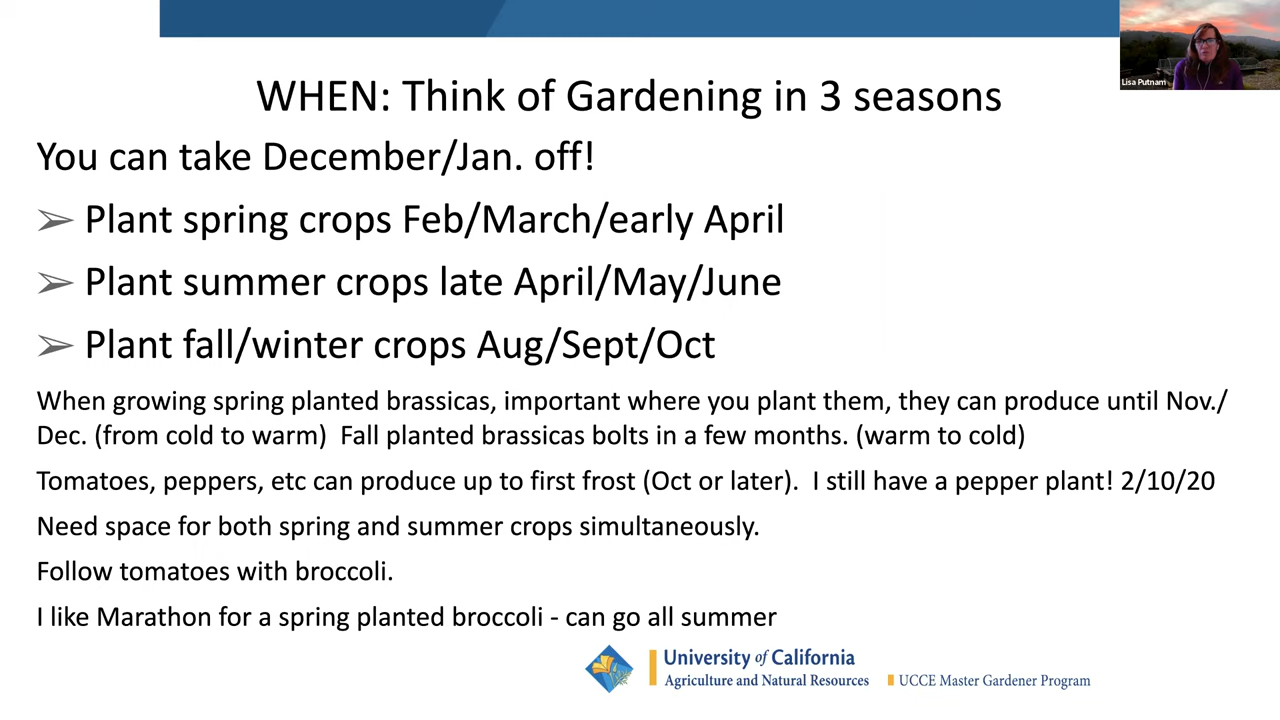 Lisa Putnam
WHEN: Think of Gardening in 3 seasons
You can take December/Jan. off!
➢ Plant spring crops Feb/March/early April
➢ Plant summer crops late April/May/June
➢ Plant fall/winter crops Aug/Sept/Oct
When growing spring planted brassicas, important where you plant them, they can produce until Nov./
Dec. (from cold to warm)  Fall planted brassicas bolts in a few months. (warm to cold)
Tomatoes, peppers, etc can produce up to first frost (Oct or later).  I still have a pepper plant! 2/10/20
Need space for both spring and summer crops simultaneously.
Follow tomatoes with broccoli.
I like Marathon for a spring planted broccoli - can go all summer
University of California
Agriculture and Natural Resources
UCCE Master Gardener Program